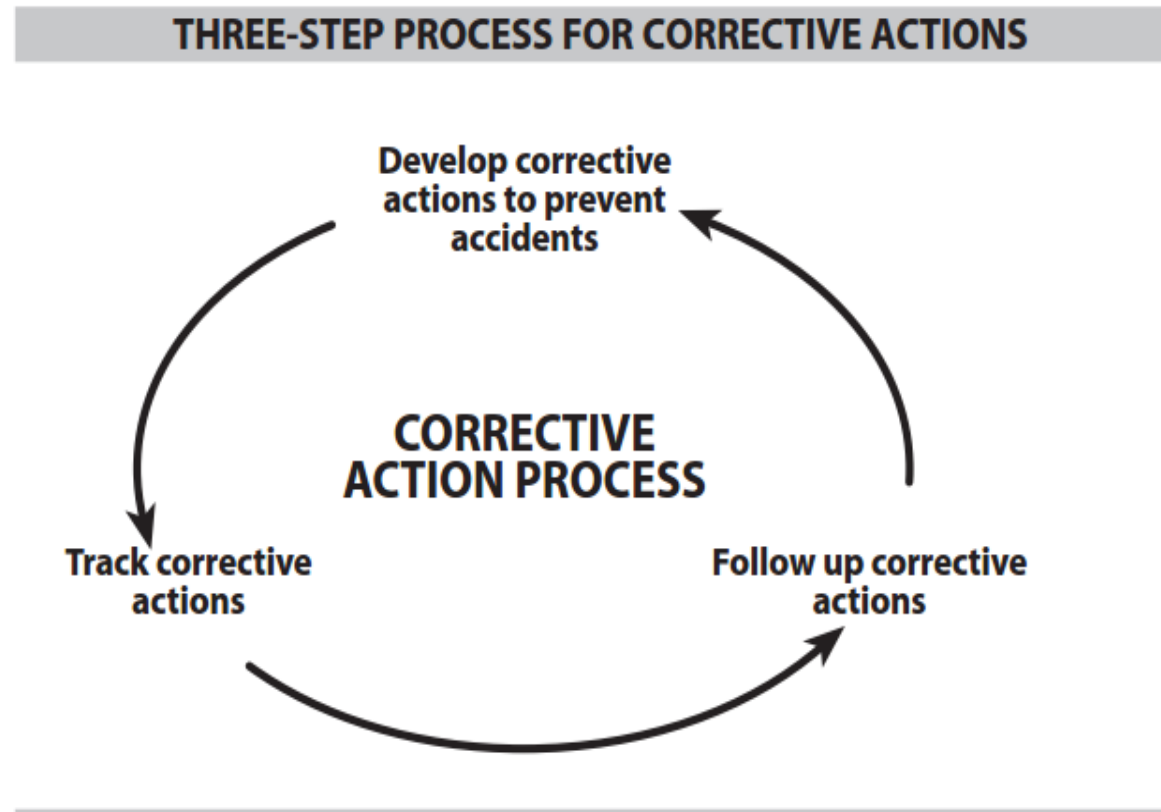 THREE-STEP PROCESS FOR CORRECTIVE ACTIONS
Develop corrective
actions to prevent
accidents
CORRECTIVE
ACTION PROCESS
Track corrective
actions
Follow up corrective
actions